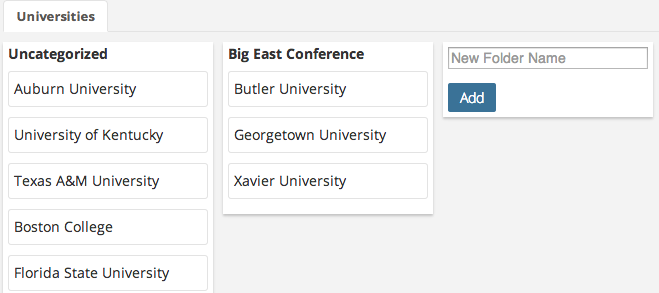 Universities
Uncategorized
Auburn University
University of Kentucky
Texas A&M University
Boston College
Florida State University
Big East Conference
Butler University
Georgetown University
Xavier University
New Folder Name
Add